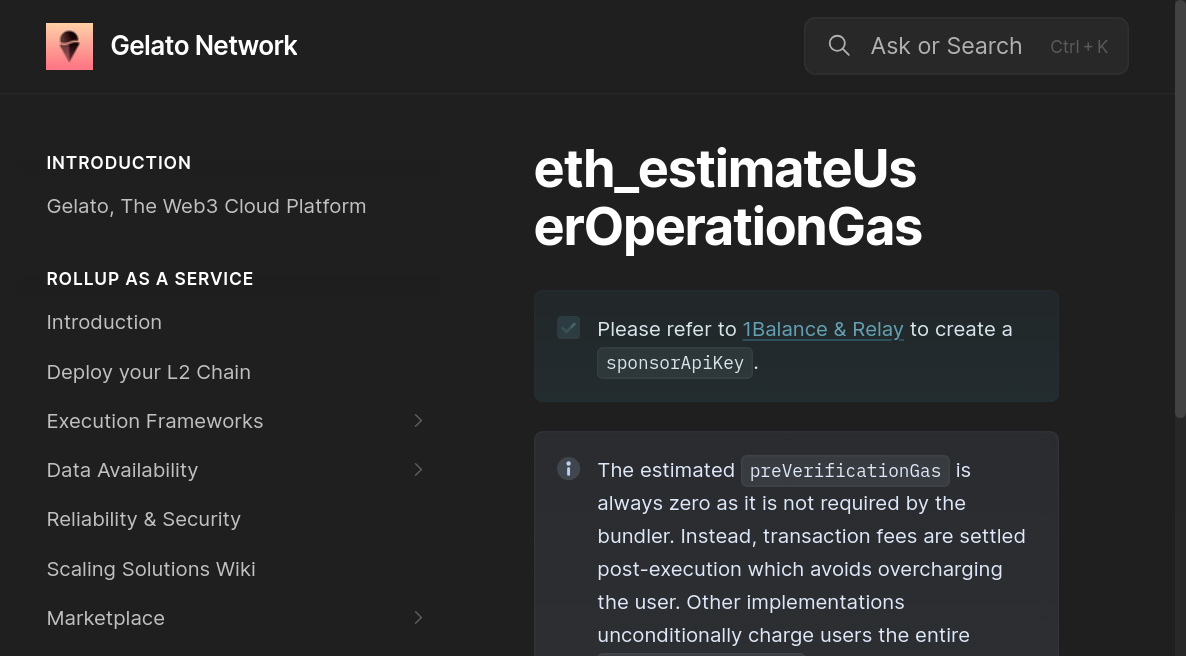 Gelato Network
Ask or Search Ctrl + K
INTRODUCTION
Gelato, The Web3 Cloud Platform
ROLLUP AS A SERVICE
Introduction
Deploy your L2 Chain
Execution Frameworks
Data Availability
Reliability & Security
Scaling Solutions Wiki
Marketplace
eth_estimateUs
erOperationGas
Please refer to 1Balance & Relay to create a
sponsorApiKey.
The estimated preVerificationGas is
always zero as it is not required by the
bundler. Instead, transaction fees are settled
post-execution which avoids overcharging
the user. Other implementations
unconditionally charge users the entire